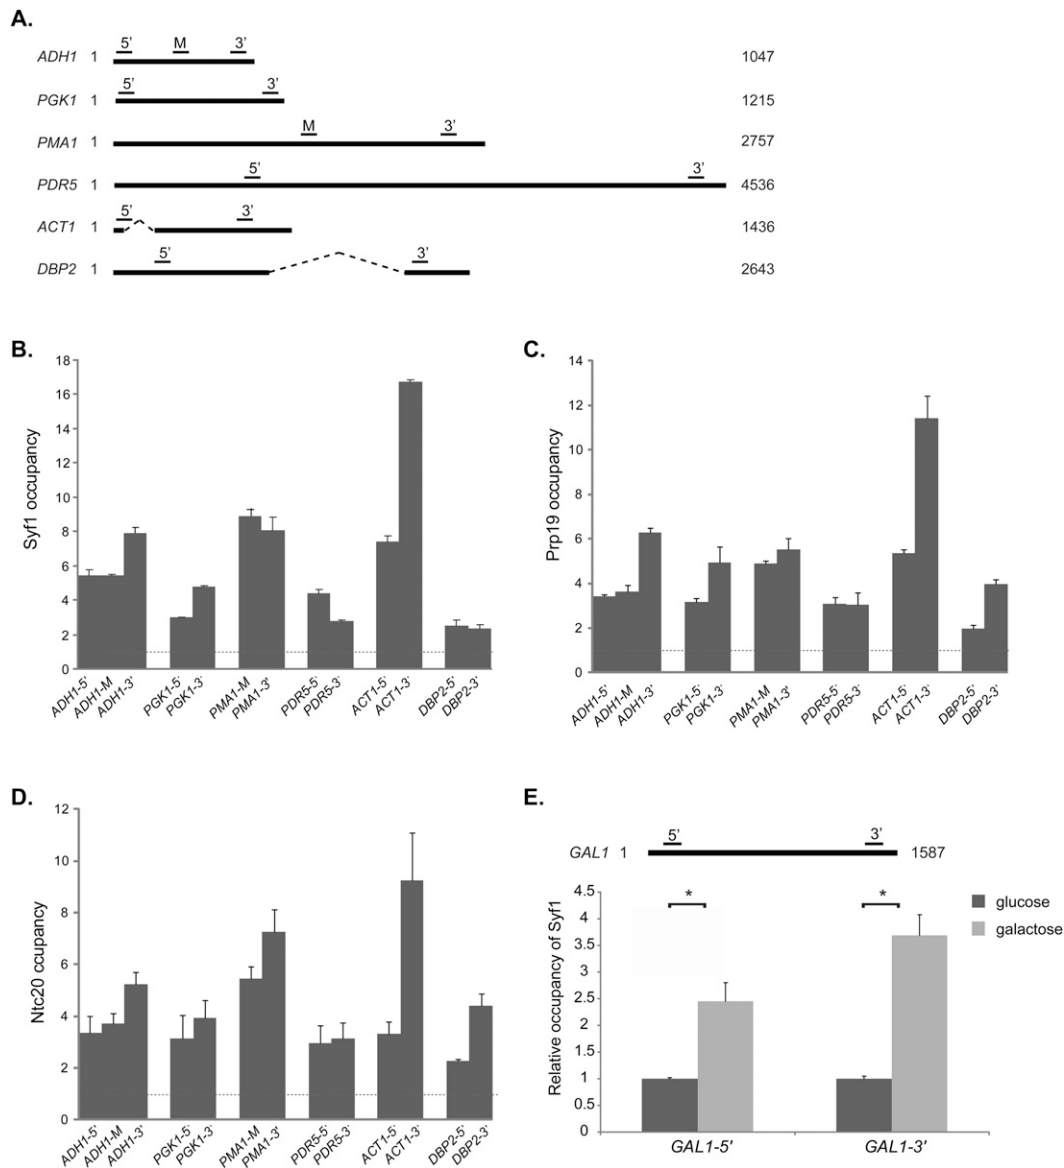 A.
5' M 3'
ADH1 1 1047
5' 3'
PGK1 1 1215
M 3'
PMA1 1 2757
5' 3'
PDR5 1 4536
5' 3'
ACT1 1 1436
5' 3'
DBP2 1 2643
B.
Syf1 occupancy
18
16
14
12
10
8
6
4
2
0
ADH1-5'
ADH1-M
ADH1-3'
PGK1-5'
PGK1-3'
PMA1-M
PMA1-3'
PDR5-5'
PDR5-3'
ACT1-5'
ACT1-3'
DBP2-5'
DBP2-3'
C.
Prp19 occupancy
14
12
10
8
6
4
2
0
ADH1-5'
ADH1-M
ADH1-3'
PGK1-5'
PGK1-3'
PMA1-M
PMA1-3'
PDR5-5'
PDR5-3'
ACT1-5'
ACT1-3'
DBP2-5'
DBP2-3'
D.
Ntc20 ccupancy
12
10
8
6
4
2
0
ADH1-5'
ADH1-M
ADH1-3'
PGK1-5'
PGK1-3'
PMA1-M
PMA1-3'
PDR5-5'
PDR5-3'
ACT1-5'
ACT1-3'
DBP2-5'
DBP2-3'
E.
5' 3'
GAL1 1 1587
Relative occupancy of Syf1
4.5
4
3.5
3
2.5
2
1.5
1
0.5
0
* *
glucose
galactose
GAL1-5' GAL1-3'